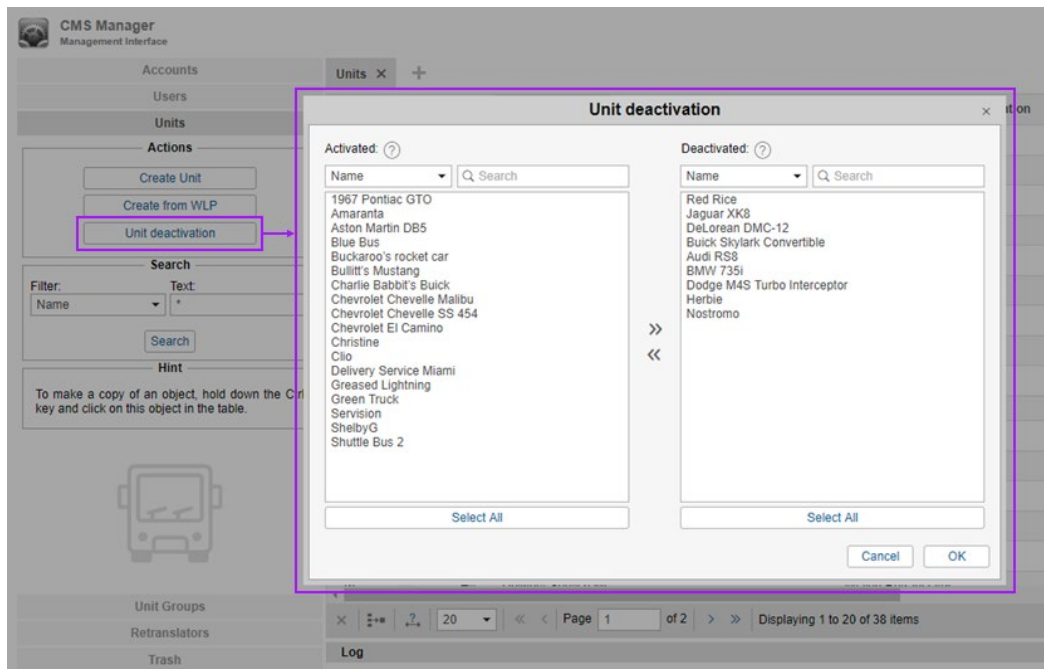 CMS Manager
Management Interface
Accounts
Users
Units
Actions
Create Unit
Create from WLP
Unit deactivation
Search
Filter:
Text:
Name
*
Search
Hint
To make a copy of an object, hold down the Ctrl
key and click on this object in the table.
Unit Groups
Retranslators
Trash
Units ×
+
Unit deactivation
×
Activated: ?
Name
Search
1967 Pontiac GTO
Amaranta
Aston Martin DB5
Blue Bus
Buckaroo's rocket car
Bullitt's Mustang
Charlie Babbit's Buick
Chevrolet Chevelle Malibu
Chevrolet Chevelle SS 454
Chevrolet El Camino
Christine
Clio
Delivery Service Miami
Greased Lightning
Green Truck
Servision
ShelbyG
Shuttle Bus 2
Select All
»
«
Deactivated: ?
Name
Search
Red Rice
Jaguar XK8
DeLorean DMC-12
Buick Skylark Convertible
Audi RS8
BMW 735i
Dodge M4S Turbo Interceptor
Herbie
Nostromo
Select All
Cancel
OK
20
« < Page 1 of 2 > » Displaying 1 to 20 of 38 items
Log